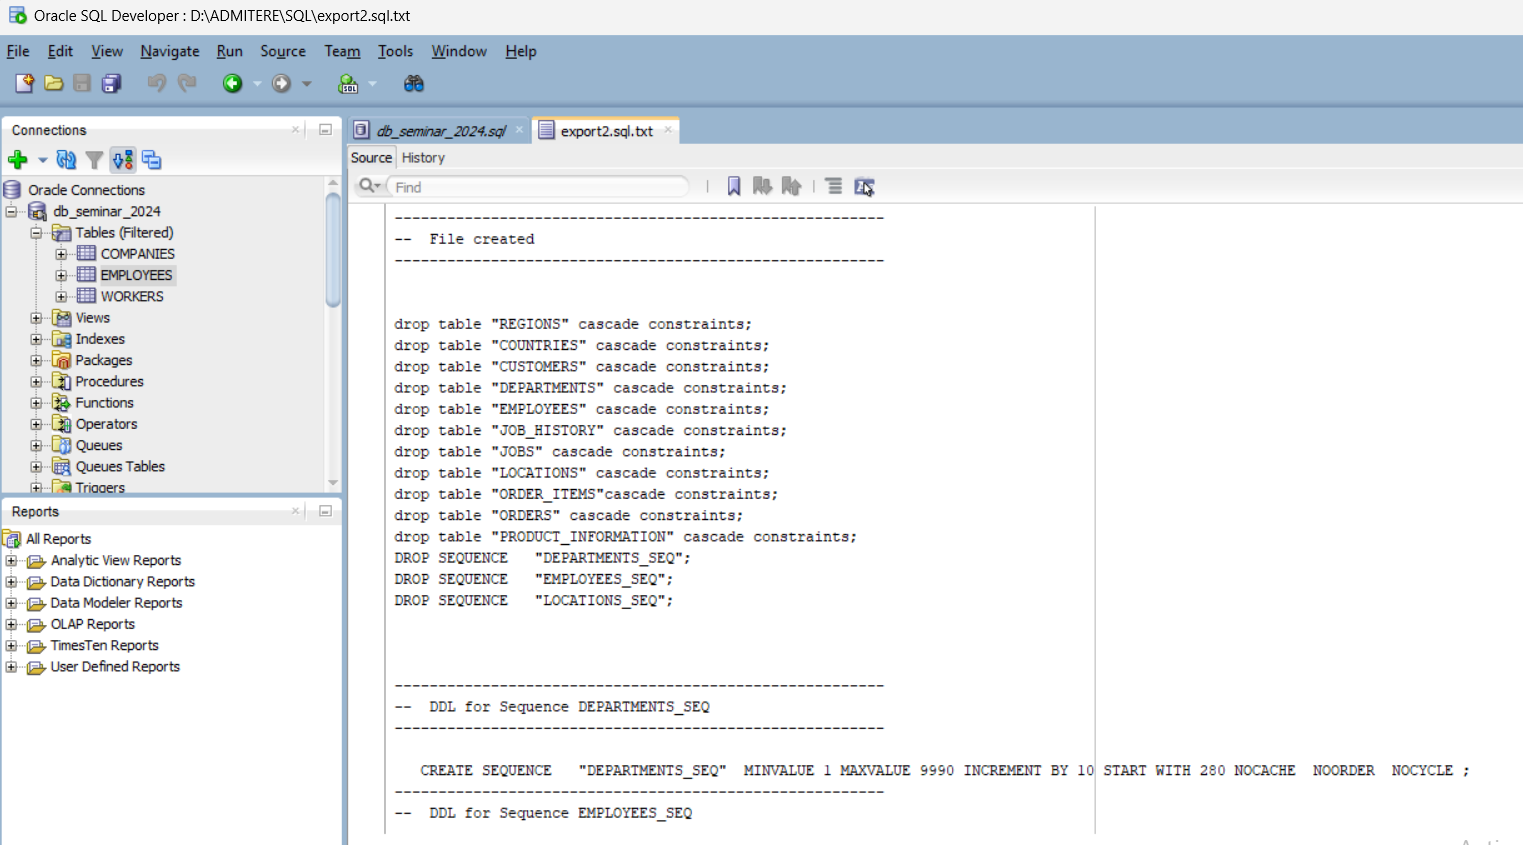 Oracle SQL Developer : D:\ADMITERE\SQL\export2.sql.txt
File Edit View Navigate Run Source Team Tools Window Help
Connections
Oracle Connections
db_seminar_2024
Tables (Filtered)
COMPANIES
EMPLOYEES
WORKERS
Views
Indexes
Packages
Procedures
Functions
Operators
Queues
Queues Tables
Triggers
Reports
All Reports
Analytic View Reports
Data Dictionary Reports
Data Modeler Reports
OLAP Reports
TimesTen Reports
User Defined Reports
db_seminar_2024.sql export2.sql.txt
Source History
Find
--------------------------------------------------------
--  File created
--------------------------------------------------------
drop table "REGIONS" cascade constraints;
drop table "COUNTRIES" cascade constraints;
drop table "CUSTOMERS" cascade constraints;
drop table "DEPARTMENTS" cascade constraints;
drop table "EMPLOYEES" cascade constraints;
drop table "JOB_HISTORY" cascade constraints;
drop table "JOBS" cascade constraints;
drop table "LOCATIONS" cascade constraints;
drop table "ORDER_ITEMS"cascade constraints;
drop table "ORDERS" cascade constraints;
drop table "PRODUCT_INFORMATION" cascade constraints;
DROP SEQUENCE   "DEPARTMENTS_SEQ";
DROP SEQUENCE   "EMPLOYEES_SEQ";
DROP SEQUENCE   "LOCATIONS_SEQ";
--------------------------------------------------------
--  DDL for Sequence DEPARTMENTS_SEQ
--------------------------------------------------------
CREATE SEQUENCE   "DEPARTMENTS_SEQ"  MINVALUE 1 MAXVALUE 9990 INCREMENT BY 10 START WITH 280 NOCACHE  NOORDER  NOCYCLE ;
--------------------------------------------------------
--  DDL for Sequence EMPLOYEES_SEQ